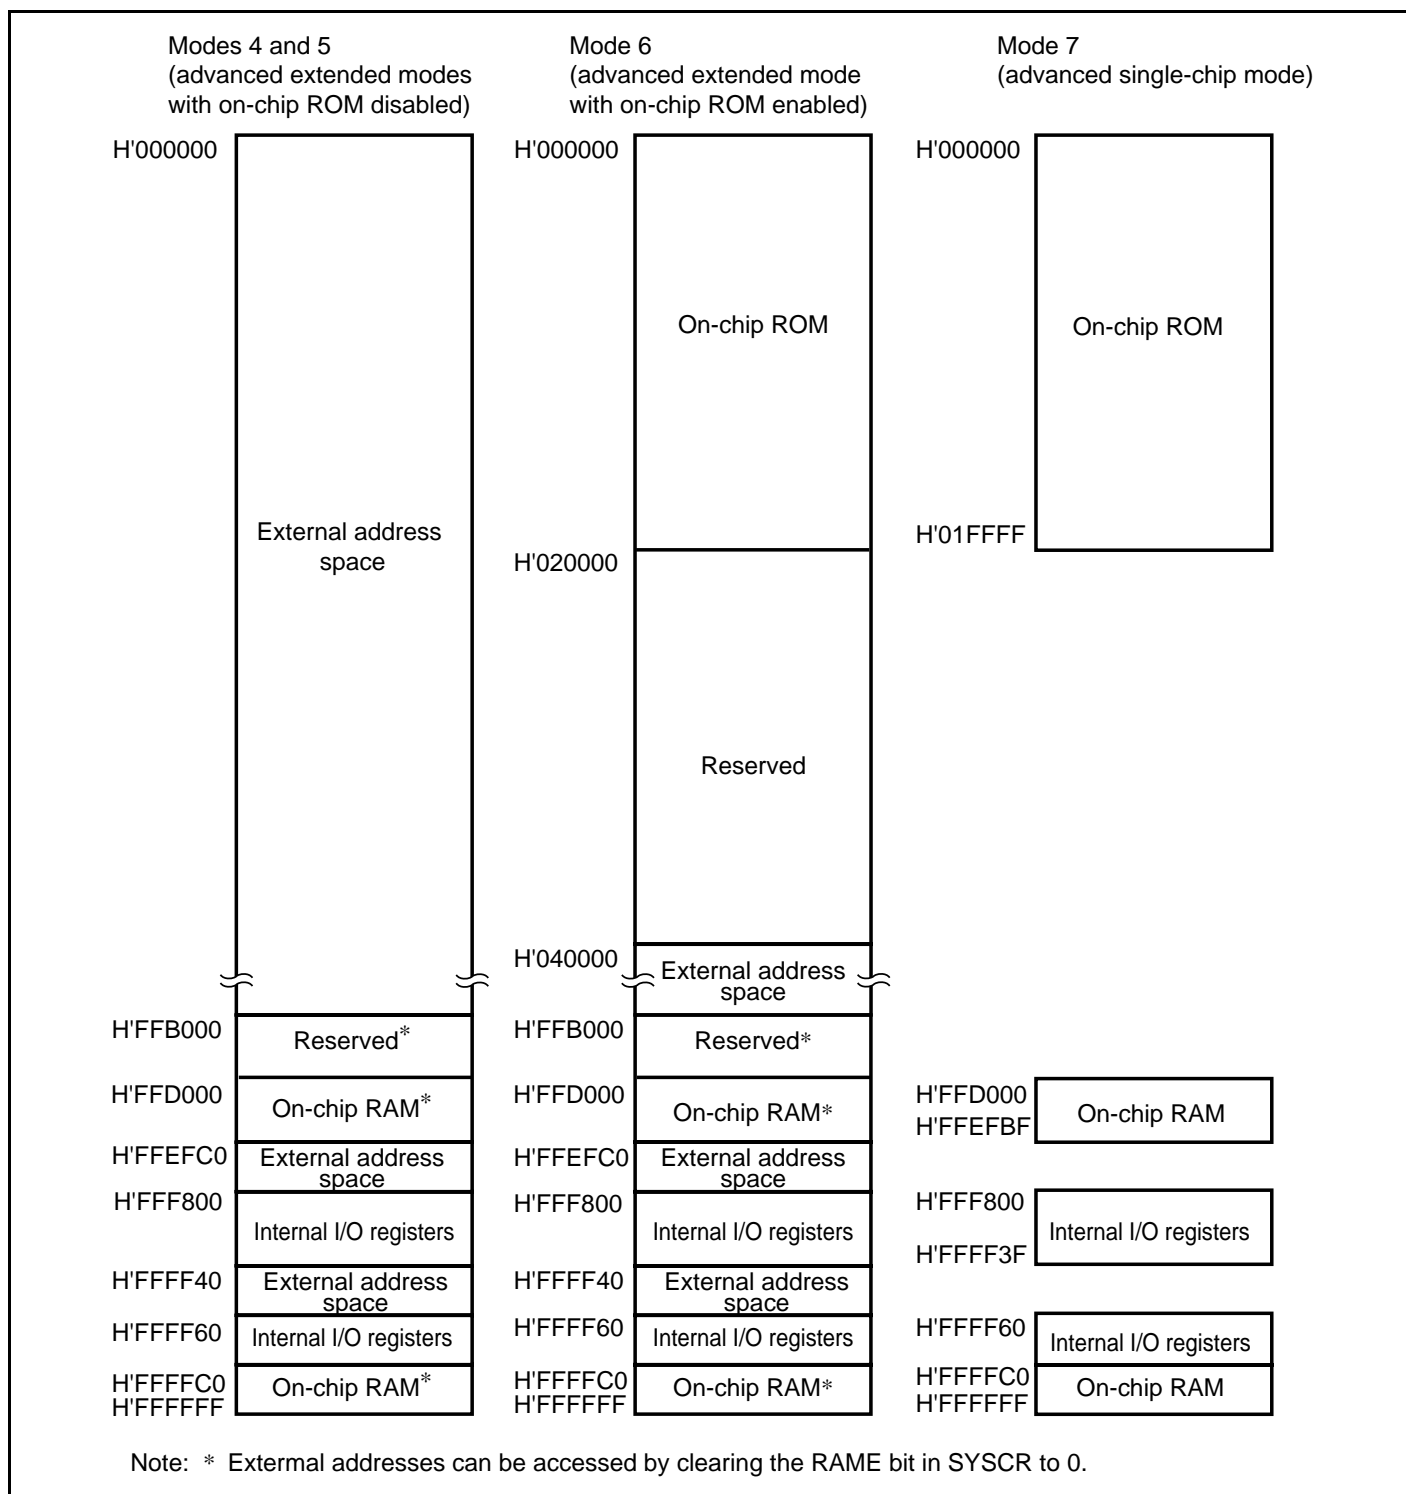 Modes 4 and 5
(advanced extended modes
with on-chip ROM disabled)
H'000000
External address
space
H'FFB000
Reserved*
H'FFD000
On-chip RAM*
H'FFEFC0
External address
space
H'FFF800
Internal I/O registers
H'FFFF40
External address
space
H'FFFF60
Internal I/O registers
H'FFFFC0
On-chip RAM*
H'FFFFFF
Mode 6
(advanced extended mode
with on-chip ROM enabled)
H'000000
On-chip ROM
H'020000
Reserved
H'040000
External address
space
H'FFB000
Reserved*
H'FFD000
On-chip RAM*
H'FFEFC0
External address
space
H'FFF800
Internal I/O registers
H'FFFF40
External address
space
H'FFFF60
Internal I/O registers
H'FFFFC0
On-chip RAM*
H'FFFFFF
Mode 7
(advanced single-chip mode)
H'000000
On-chip ROM
H'01FFFF
H'FFD000
On-chip RAM
H'FFEFBF
H'FFF800
Internal I/O registers
H'FFFF3F
H'FFFF60
Internal I/O registers
H'FFFFC0
On-chip RAM
H'FFFFFF
Note: * Extermal addresses can be accessed by clearing the RAME bit in SYSCR to 0.